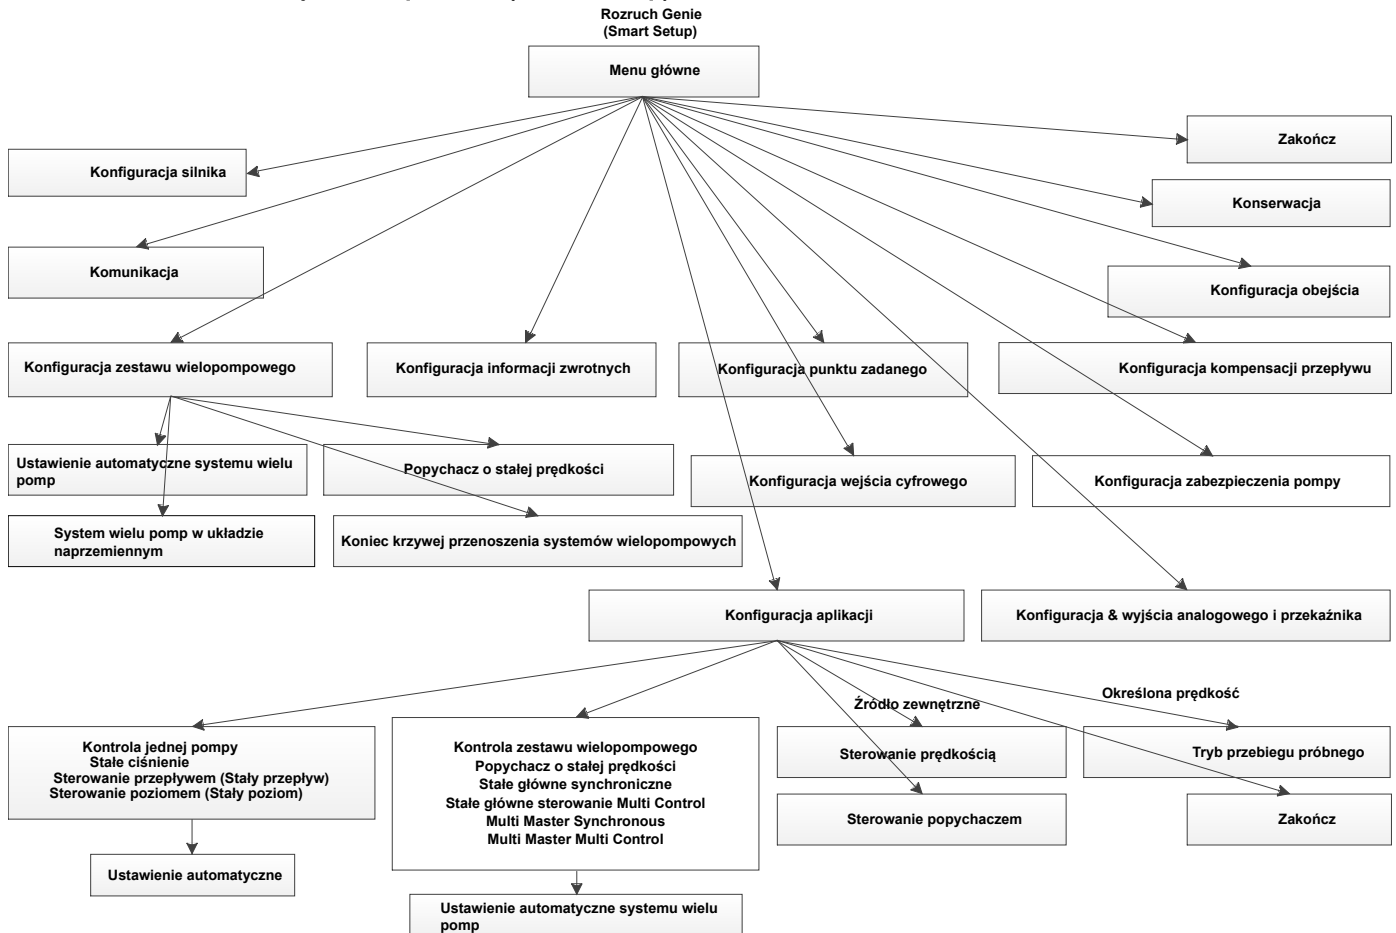 Rozruch Genie
(Smart Setup)
Menu główne
Zakończ
Konfiguracja silnika
Konserwacja
Komunikacja
Konfiguracja obejścia
Konfiguracja zestawu wielopompowego
Konfiguracja informacji zwrotnych
Konfiguracja punktu zadanego
Konfiguracja kompensacji przepływu
Ustawienie automatyczne systemu wielu
pomp
Popychacz o stałej prędkości
Konfiguracja wejścia cyfrowego
Konfiguracja zabezpieczenia pompy
System wielu pomp w układzie
naprzemiennym
Koniec krzywej przenoszenia systemów wielopompowych
Konfiguracja aplikacji
Konfiguracja & wyjścia analogowego i przekaźnika
Źródło zewnętrzne
Określona prędkość
Kontrola jednej pompy
Stałe ciśnienie
Sterowanie przepływem (Stały przepływ)
Sterowanie poziomem (Stały poziom)
Kontrola zestawu wielopompowego
Popychacz o stałej prędkości
Stałe główne synchroniczne
Stałe główne sterowanie Multi Control
Multi Master Synchronous
Multi Master Multi Control
Sterowanie prędkością
Tryb przebiegu próbnego
Sterowanie popychaczem
Zakończ
Ustawienie automatyczne
Ustawienie automatyczne systemu wielu
pomp